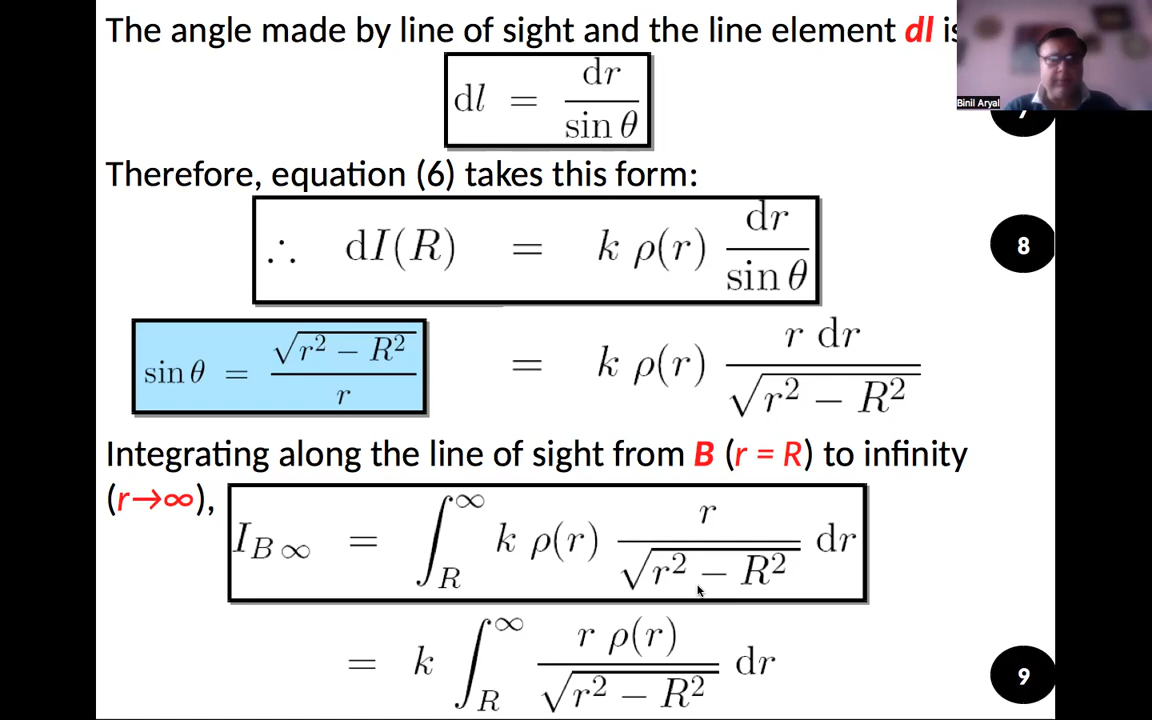 The angle made by line of sight and the line element dl is
dl = dr / sin θ
Binil Aryal
7
Therefore, equation (6) takes this form:
∴ dI(R) = k ρ(r) dr / sin θ
8
sin θ = √(r² − R²) / r
= k ρ(r) r dr / √(r² − R²)
Integrating along the line of sight from B (r = R) to infinity
(r→∞),
I_{B∞} = ∫_R^∞ k ρ(r) r / √(r² − R²) dr
= k ∫_R^∞ r ρ(r) / √(r² − R²) dr
9